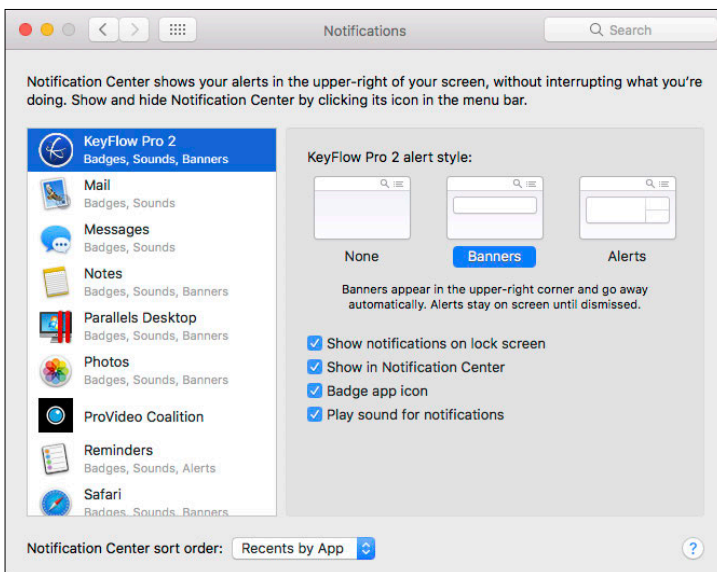 Notifications
Search
Notification Center shows your alerts in the upper-right of your screen, without interrupting what you're
doing. Show and hide Notification Center by clicking its icon in the menu bar.
KeyFlow Pro 2
Badges, Sounds, Banners
Mail
Badges, Sounds
Messages
Badges, Sounds
Notes
Badges, Sounds, Banners
Parallels Desktop
Badges, Sounds, Banners
Photos
Badges, Sounds, Banners
ProVideo Coalition
Reminders
Badges, Sounds, Alerts
Safari
Badges, Sounds, Banners
KeyFlow Pro 2 alert style:
None Banners Alerts
Banners appear in the upper-right corner and go away
automatically. Alerts stay on screen until dismissed.
Show notifications on lock screen
Show in Notification Center
Badge app icon
Play sound for notifications
Notification Center sort order: Recents by App ?